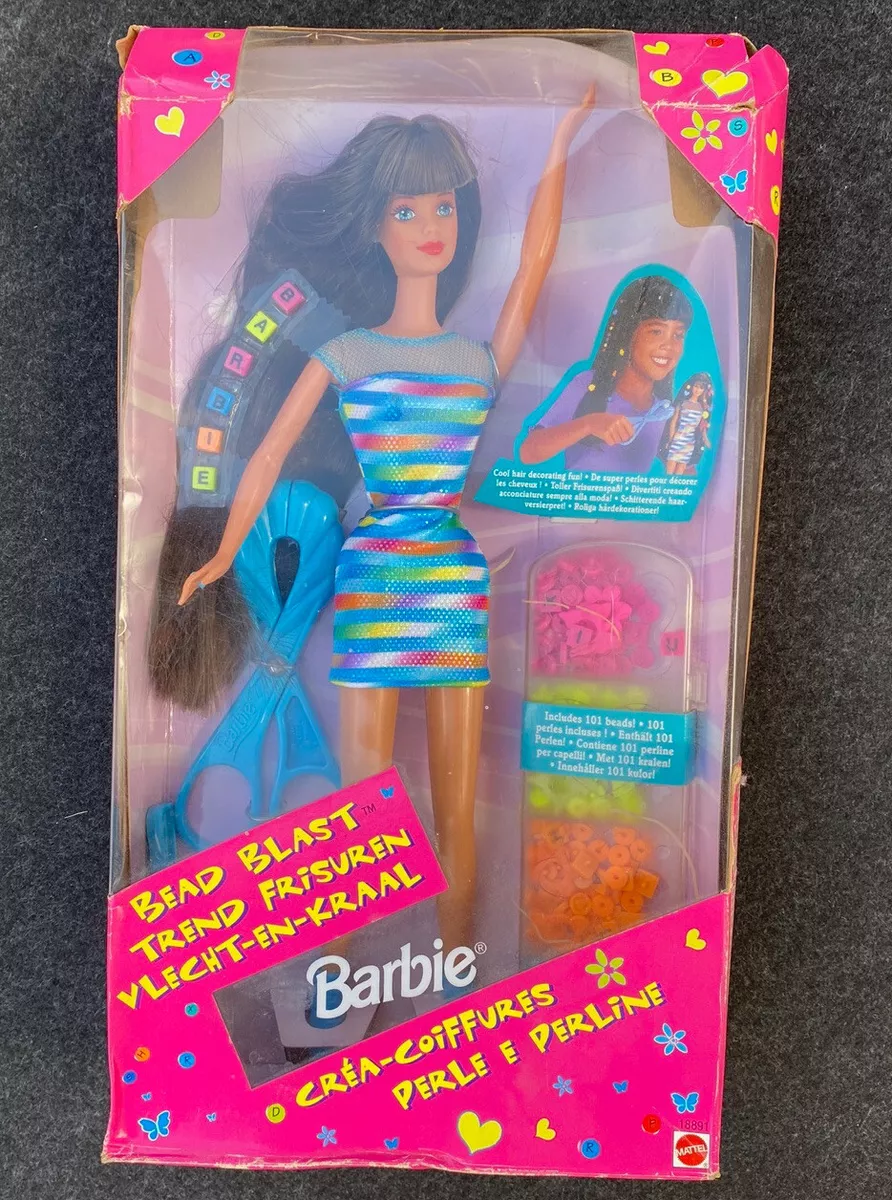 A
D
B
S
B
A
R
B
I
E
Cool hair decorating fun! • De super perles pour décorer
les cheveux ! • Toller Frisurenspaß! • Divertiti creando
acconciature sempre alla moda! • Schitterende haar-
versierpret! • Roliga hårdekorationer!
Includes 101 beads! • 101
perles incluses ! • Enthält 101
Perlen! • Contiene 101 perline
per capelli! • Met 101 kralen!
• Innehåller 101 kulor!
Barbie
BEAD BLAST™
TREND FRISUREN
VLECHT-EN-KRAAL
Barbie®
CRÉA-COIFFURES
PERLE E PERLINE
D
R
18891
MATTEL